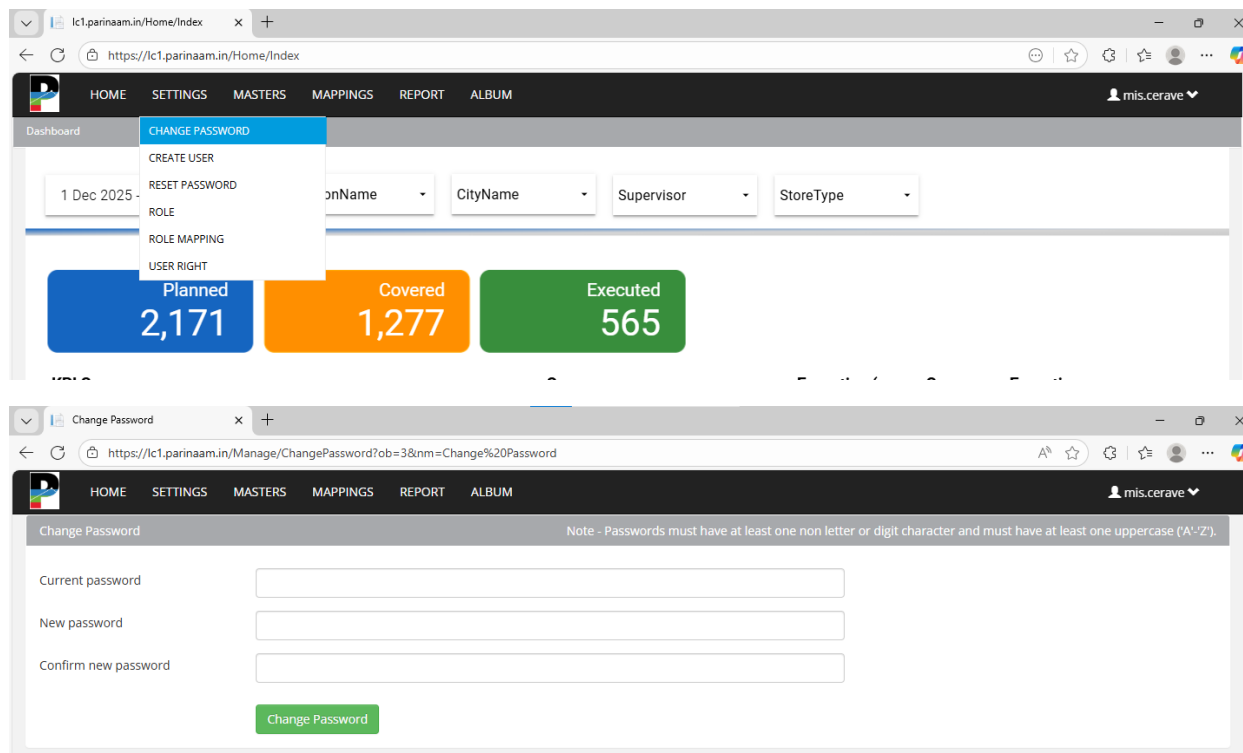 lc1.parinaam.in/Home/Index
https://lc1.parinaam.in/Home/Index
HOME SETTINGS MASTERS MAPPINGS REPORT ALBUM mis.cerave
Dashboard
CHANGE PASSWORD
CREATE USER
RESET PASSWORD
ROLE
ROLE MAPPING
USER RIGHT
1 Dec 2025 - onName CityName Supervisor StoreType
Planned Covered Executed
2,171 1,277 565
Change Password
https://lc1.parinaam.in/Manage/ChangePassword?ob=3&nm=Change%20Password
HOME SETTINGS MASTERS MAPPINGS REPORT ALBUM mis.cerave
Change Password Note - Passwords must have at least one non letter or digit character and must have at least one uppercase ('A'-'Z').
Current password
New password
Confirm new password
Change Password